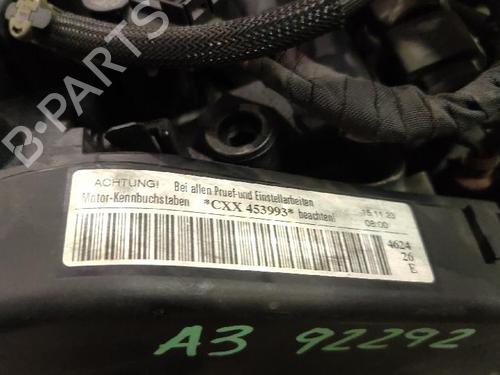 B-PARTS
ACHTUNG! Bei allen Pruef-und Einstellarbeiten
Motor-Kennbuchstaben *CXX 453993* beachten!
15.11.23
08:00
4624
26
E
A3 92292